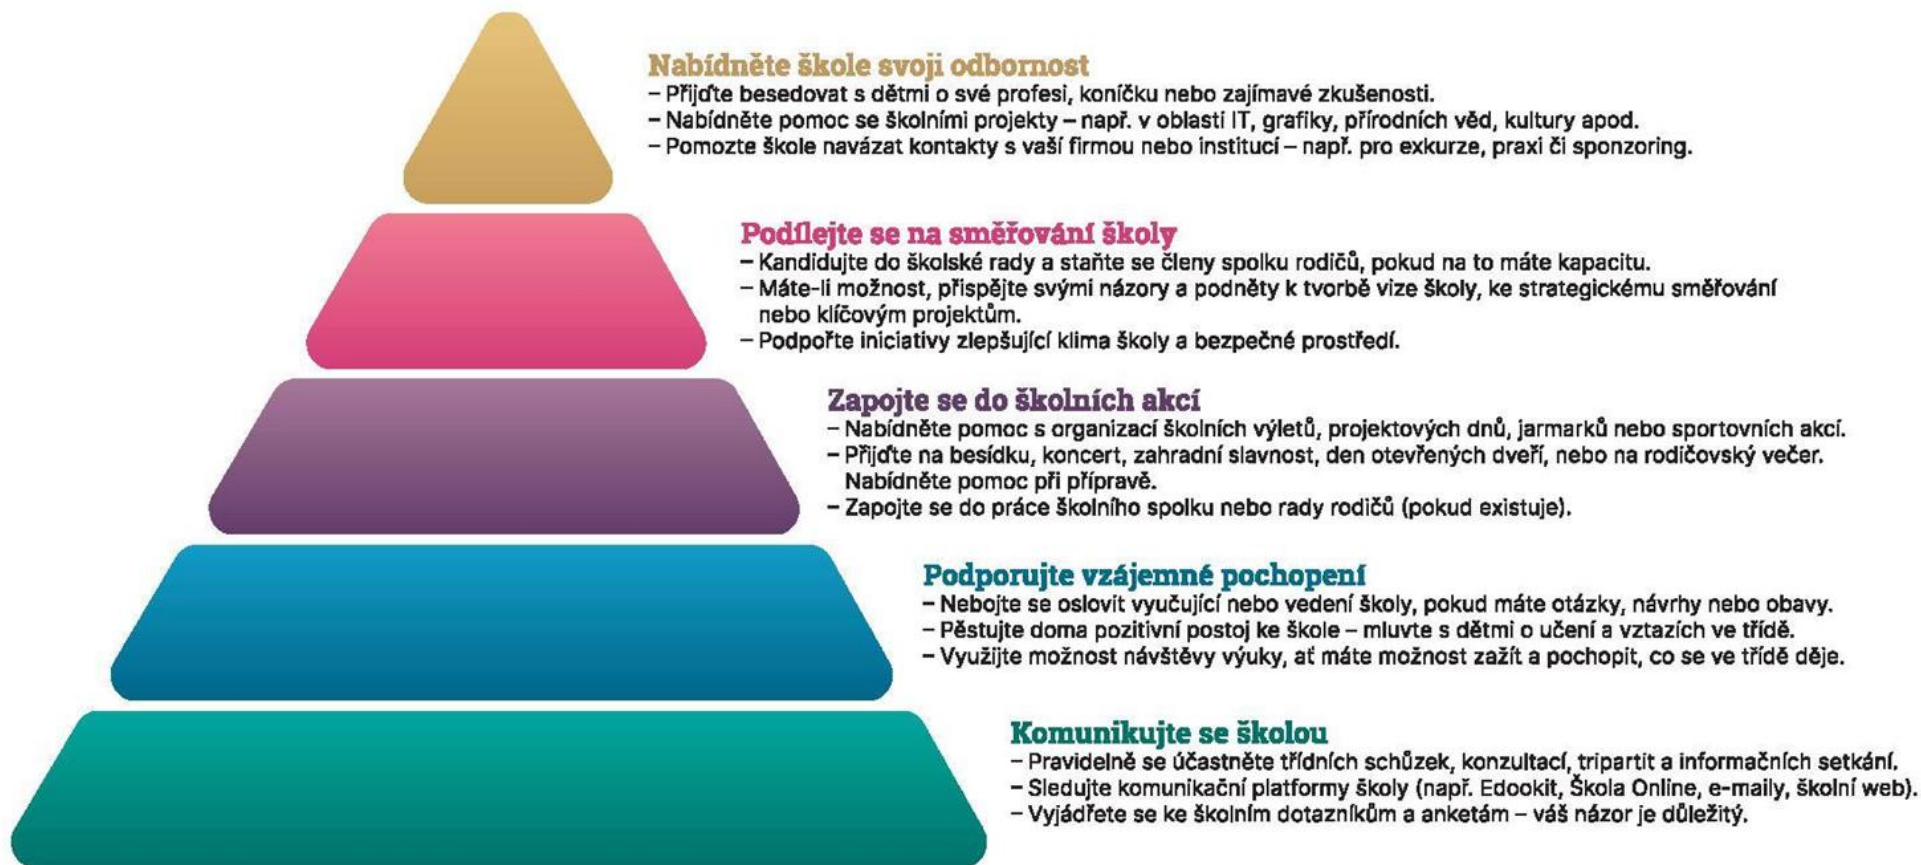 Nabídněte škole svoji odbornost
– Přijďte besedovat s dětmi o své profesi, koníčku nebo zajímavé zkušenosti.
– Nabídněte pomoc se školními projekty – např. v oblasti IT, grafiky, přírodních věd, kultury apod.
– Pomozte škole navázat kontakty s vaší firmou nebo institucí – např. pro exkurze, praxi či sponzoring.
Podílejte se na směřování školy
– Kandidujte do školské rady a staňte se členy spolku rodičů, pokud na to máte kapacitu.
– Máte-li možnost, přispějte svými názory a podněty k tvorbě vize školy, ke strategickému směřování
nebo klíčovým projektům.
– Podpořte iniciativy zlepšující klima školy a bezpečné prostředí.
Zapojte se do školních akcí
– Nabídněte pomoc s organizací školních výletů, projektových dnů, jarmarků nebo sportovních akcí.
– Přijďte na besídku, koncert, zahradní slavnost, den otevřených dveří, nebo na rodičovský večer.
Nabídněte pomoc při přípravě.
– Zapojte se do práce školního spolku nebo rady rodičů (pokud existuje).
Podporujte vzájemné pochopení
– Nebojte se oslovit vyučující nebo vedení školy, pokud máte otázky, návrhy nebo obavy.
– Pěstujte doma pozitivní postoj ke škole – mluvte s dětmi o učení a vztazích ve třídě.
– Využijte možnost návštěvy výuky, ať máte možnost zažít a pochopit, co se ve třídě děje.
Komunikujte se školou
– Pravidelně se účastněte třídních schůzek, konzultací, tripartit a informačních setkání.
– Sledujte komunikační platformy školy (např. Edookit, Škola Online, e-maily, školní web).
– Vyjádřete se ke školním dotazníkům a anketám – váš názor je důležitý.